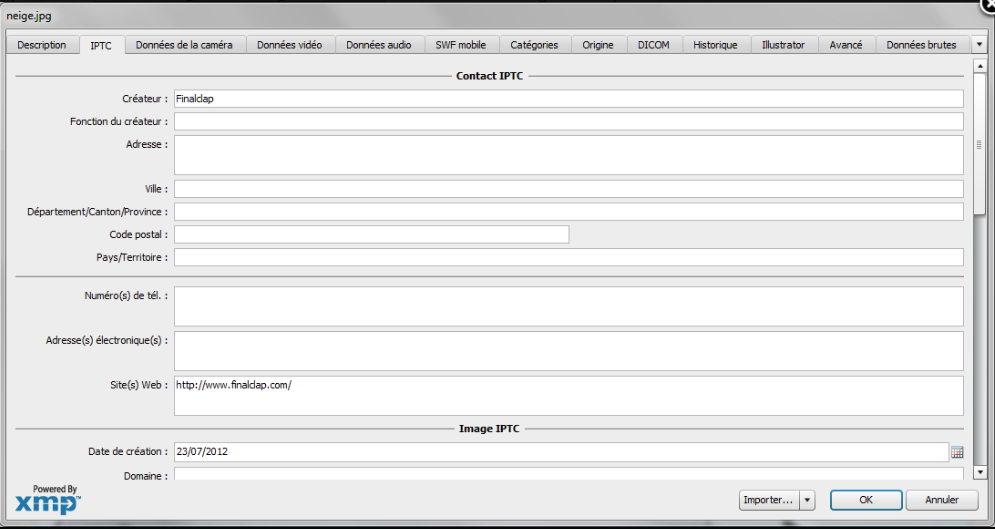 neige.jpg
Description IPTC Données de la caméra Données vidéo Données audio SWF mobile Catégories Origine DICOM Historique Illustrator Avancé Données brutes
Contact IPTC
Créateur : Finalclap
Fonction du créateur :
Adresse :
Ville :
Département/Canton/Province :
Code postal :
Pays/Territoire :
Numéro(s) de tél. :
Adresse(s) électronique(s) :
Site(s) Web : http://www.finalclap.com/
Image IPTC
Date de création : 23/07/2012
Domaine :
Powered By
xmp™
Importer... OK Annuler